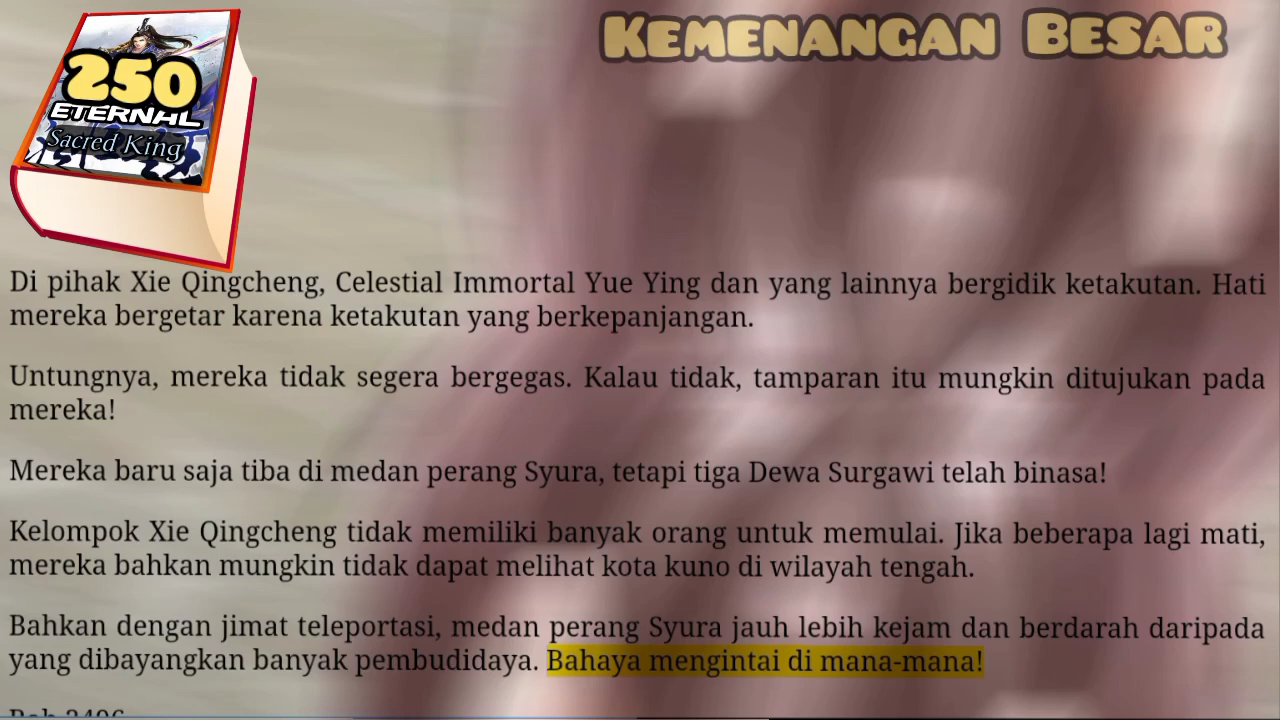 Kemenangan Besar
250
ETERNAL
Sacred King
Di pihak Xie Qingcheng, Celestial Immortal Yue Ying dan yang lainnya bergidik ketakutan. Hati
mereka bergetar karena ketakutan yang berkepanjangan.
Untungnya, mereka tidak segera bergegas. Kalau tidak, tamparan itu mungkin ditujukan pada
mereka!
Mereka baru saja tiba di medan perang Syura, tetapi tiga Dewa Surgawi telah binasa!
Kelompok Xie Qingcheng tidak memiliki banyak orang untuk memulai. Jika beberapa lagi mati,
mereka bahkan mungkin tidak dapat melihat kota kuno di wilayah tengah.
Bahkan dengan jimat teleportasi, medan perang Syura jauh lebih kejam dan berdarah daripada
yang dibayangkan banyak pembudidaya. Bahaya mengintai di mana-mana!